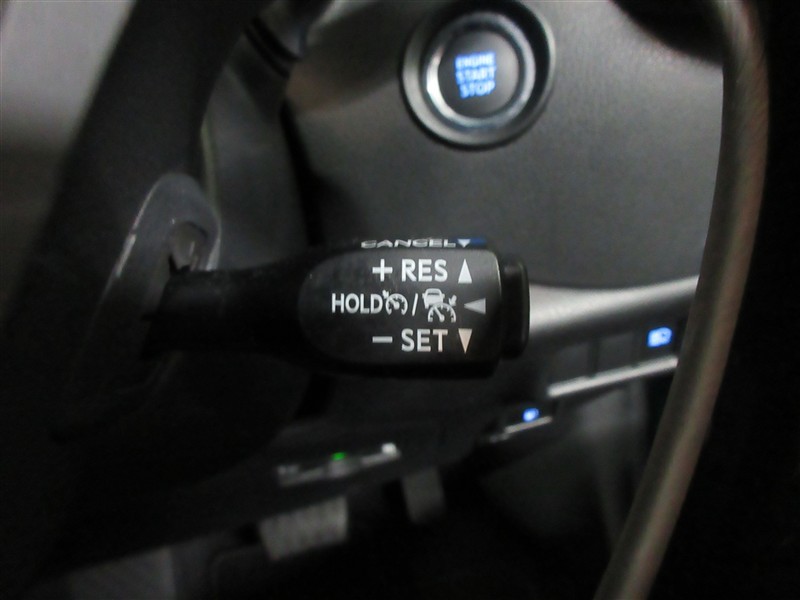 ENGINE
START
STOP
CANCEL
+ RES
HOLD /
− SET